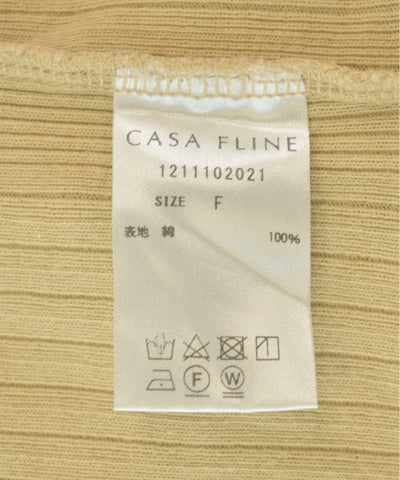 CASA FLINE
1211102021
SIZE F
表地 綿 100%
F W